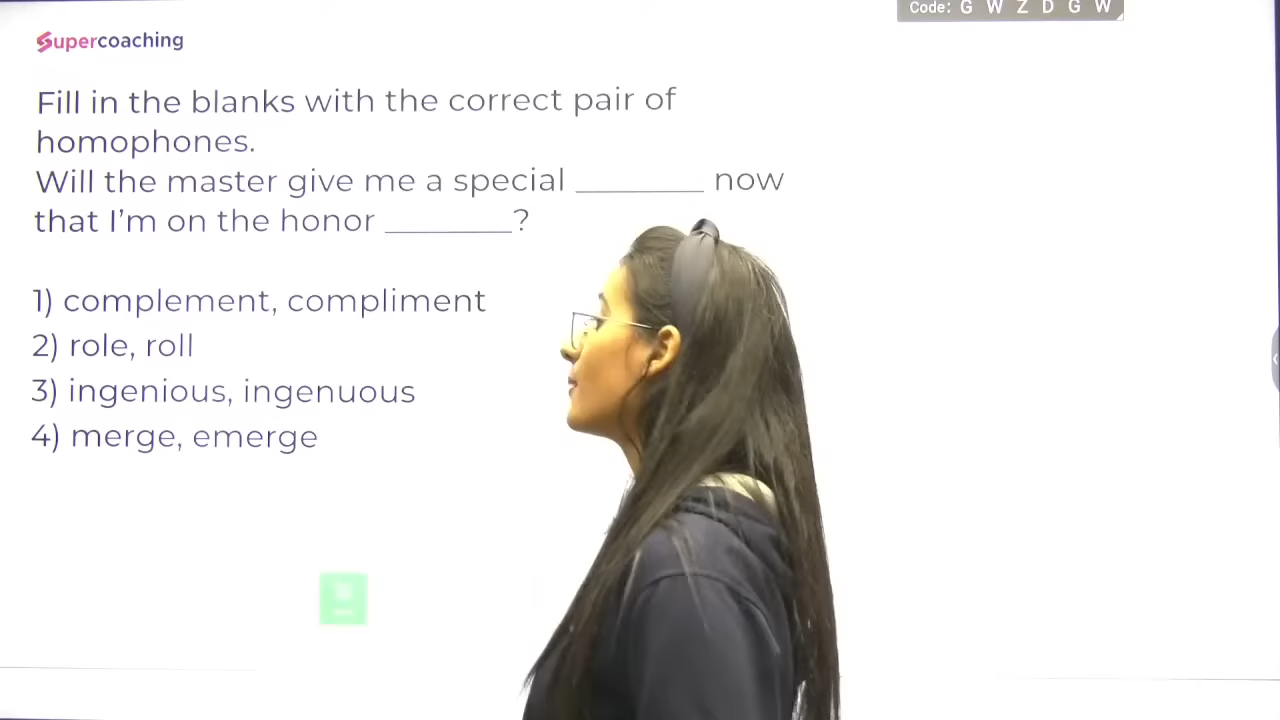 Code: G W Z D G W
Supercoaching
Fill in the blanks with the correct pair of
homophones.
Will the master give me a special ________ now
that I'm on the honor ________?
1) complement, compliment
2) role, roll
3) ingenious, ingenuous
4) merge, emerge